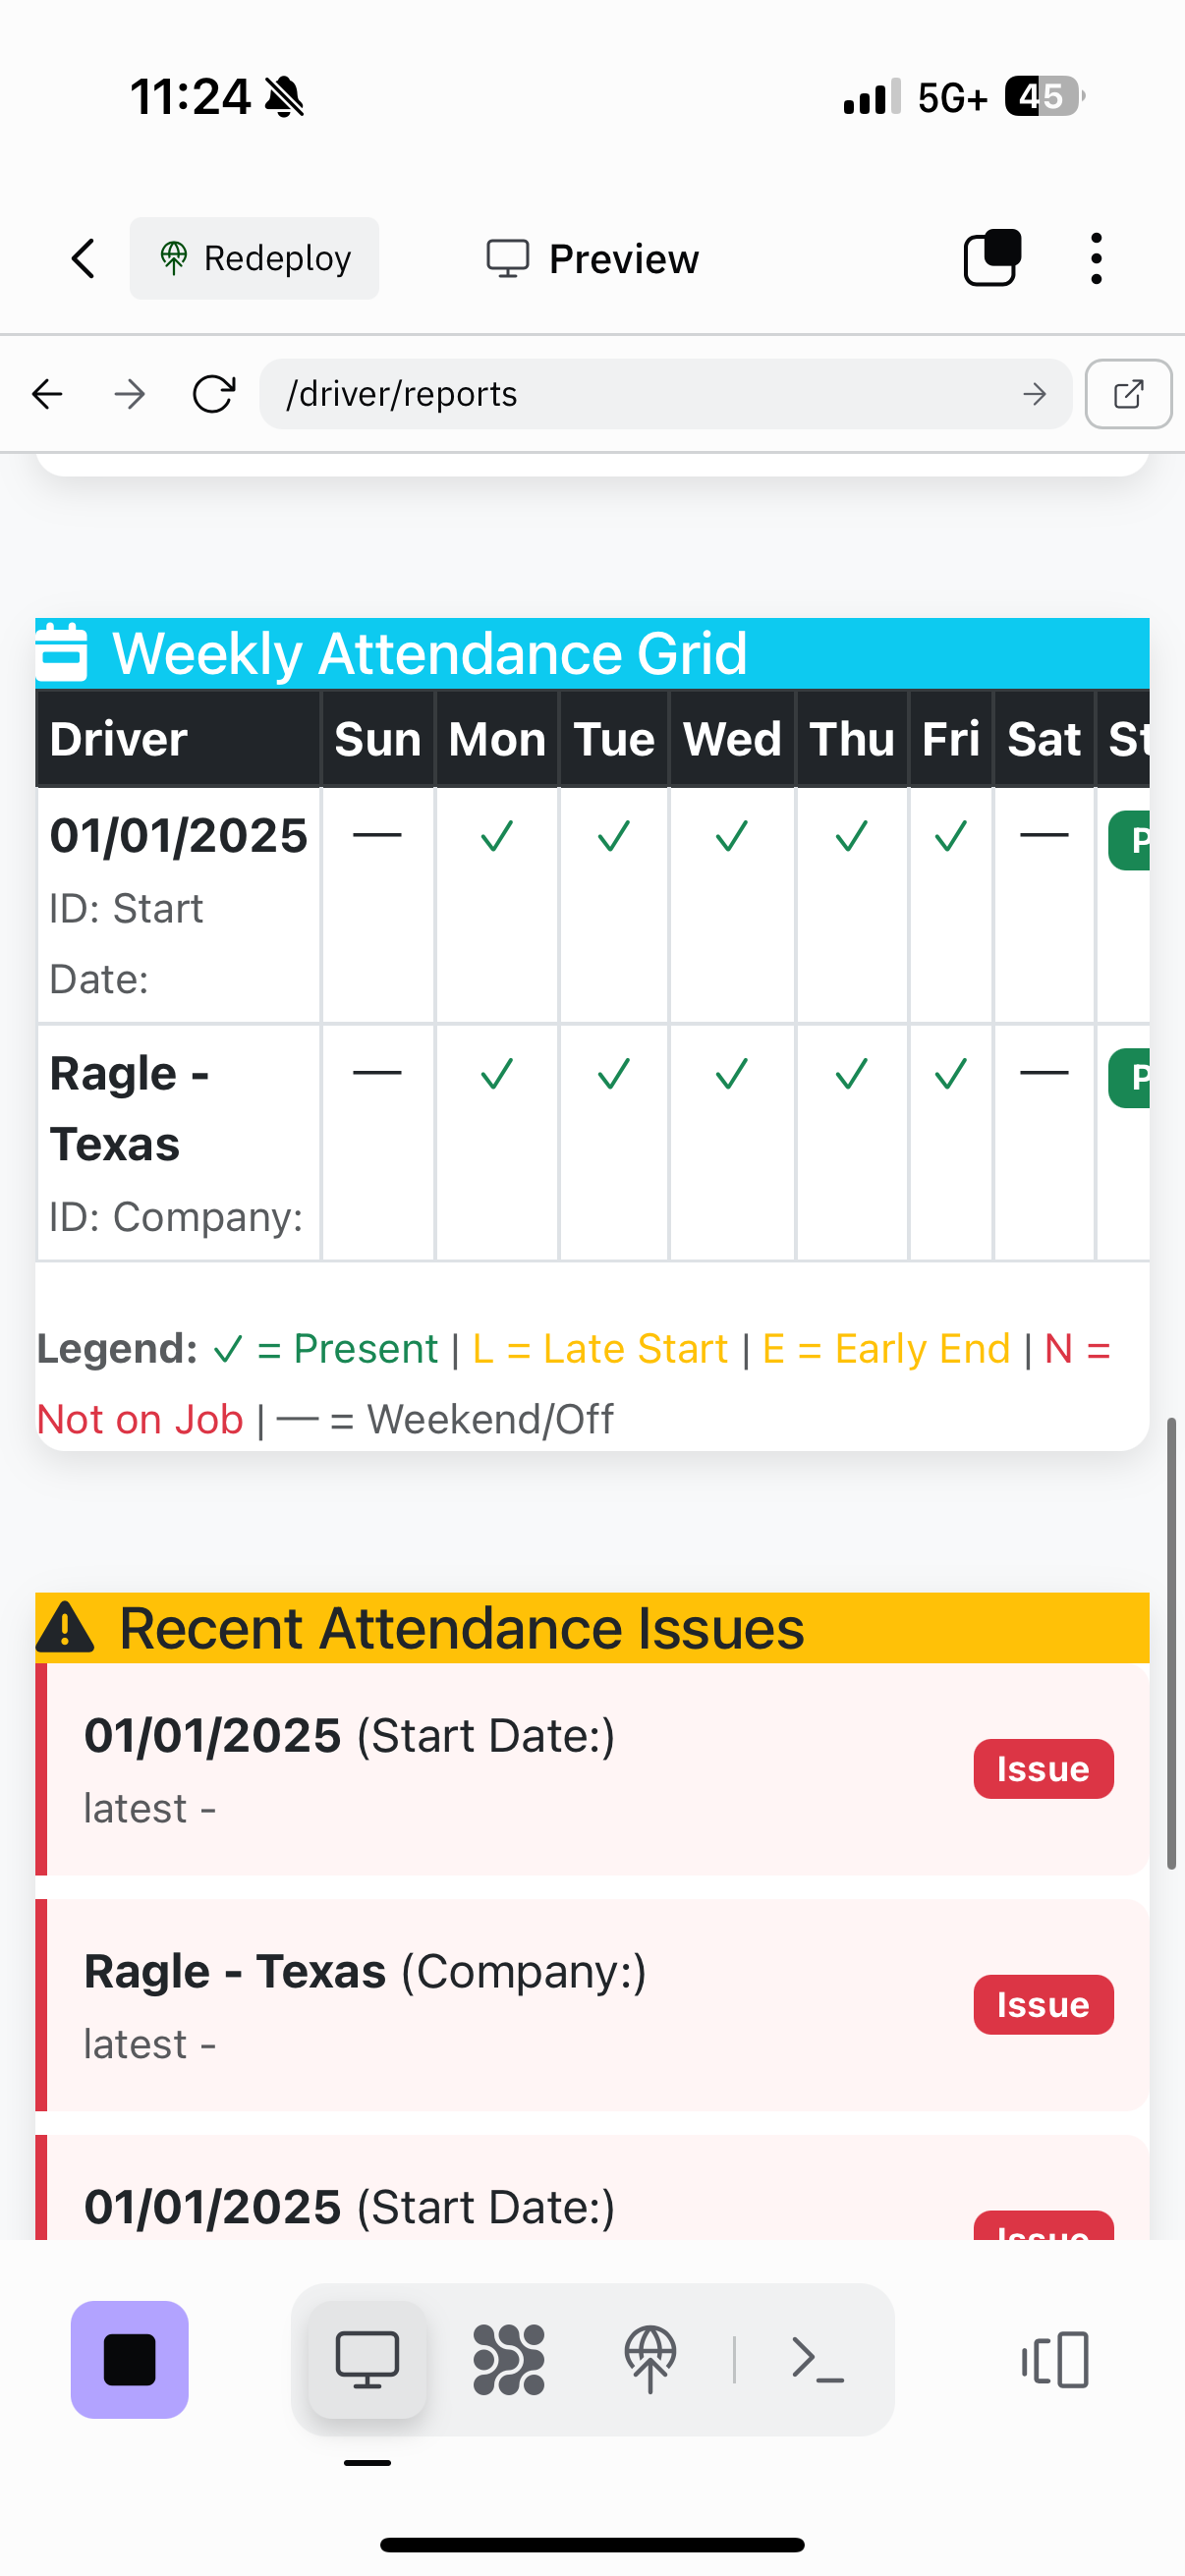 11:24 5G+ 45
Redeploy Preview
/driver/reports
Weekly Attendance Grid
Driver Sun Mon Tue Wed Thu Fri Sat St
01/01/2025 — ✓ ✓ ✓ ✓ ✓ — P
ID: Start
Date:
Ragle - — ✓ ✓ ✓ ✓ ✓ — P
Texas
ID: Company:
Legend: ✓ = Present | L = Late Start | E = Early End | N =
Not on Job | — = Weekend/Off
Recent Attendance Issues
01/01/2025 (Start Date:)
Issue
latest -
Ragle - Texas (Company:)
Issue
latest -
01/01/2025 (Start Date:)
Issue